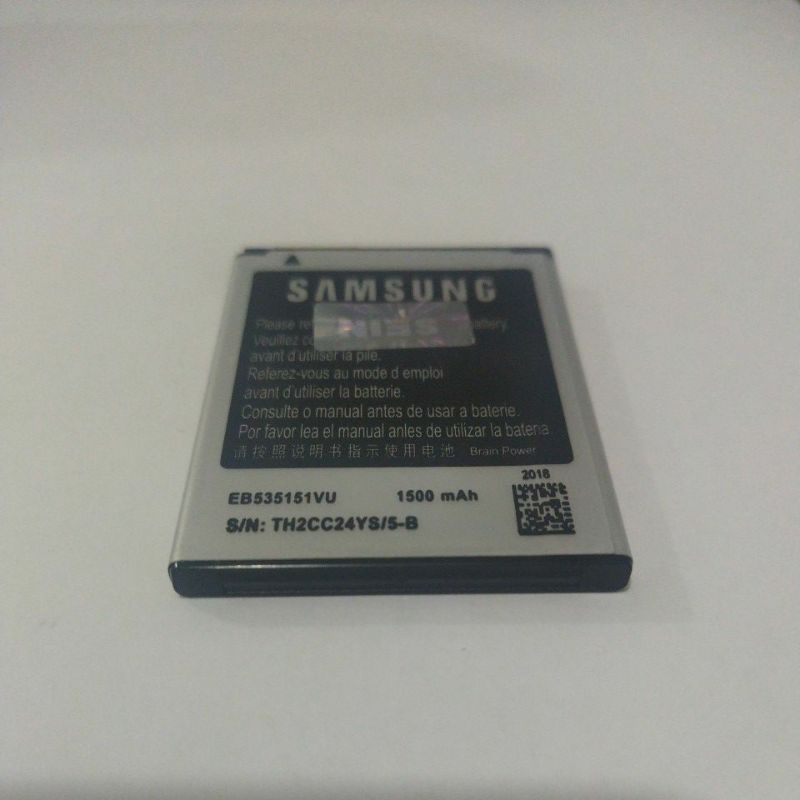 SAMSUNG
Please battery.
Veuillez
avant d'utiliser la pile.
Referez-vous au mode d emploi
avant d'utiliser la batterie.
Consulte o manual antes de usar a baterie.
Por favor lea el manual antes de utilizar la bateria.
请按照说明书指示使用电池 Brain Power
2018
EB535151VU 1500 mAh
S/N: TH2CC24YS/5-B